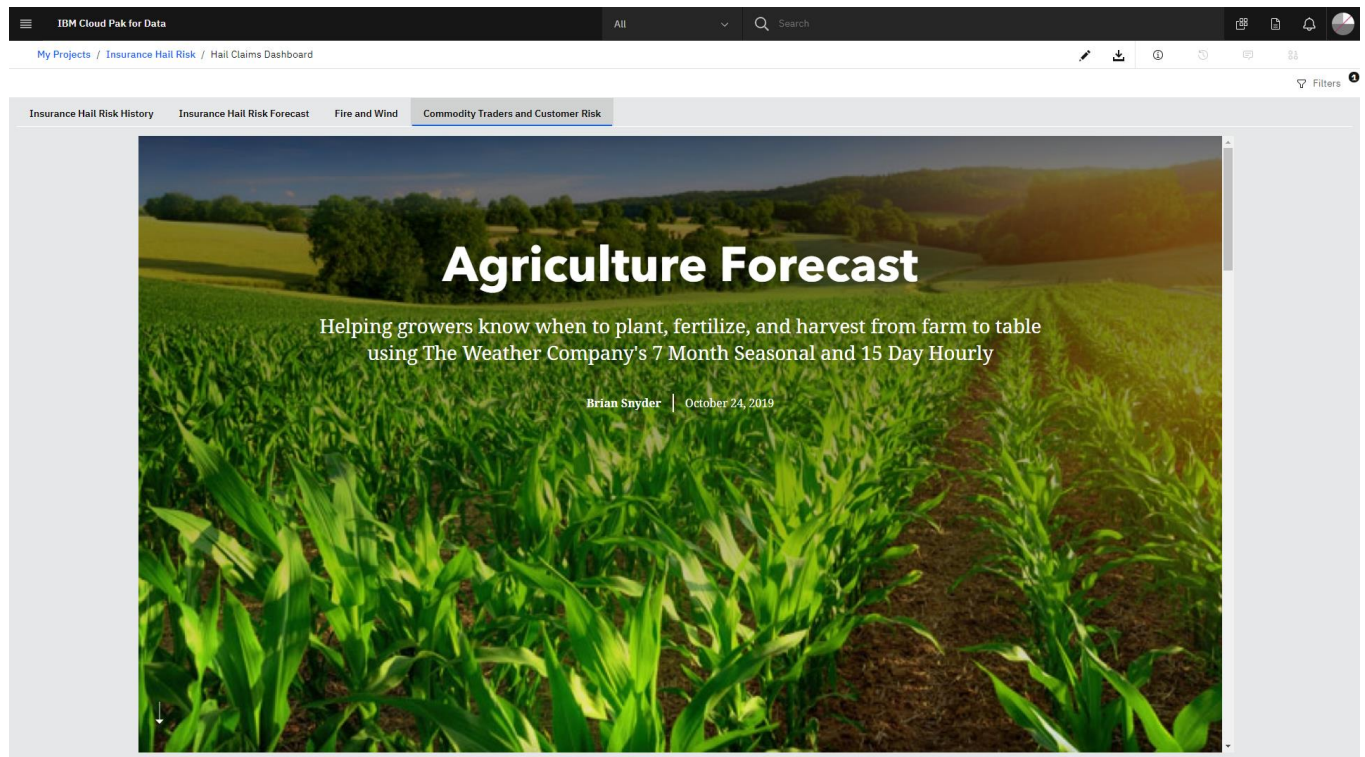 IBM Cloud Pak for Data
All
Search
My Projects / Insurance Hail Risk / Hail Claims Dashboard
Filters
1
Insurance Hail Risk History
Insurance Hail Risk Forecast
Fire and Wind
Commodity Traders and Customer Risk
Agriculture Forecast
Helping growers know when to plant, fertilize, and harvest from farm to table
using The Weather Company's 7 Month Seasonal and 15 Day Hourly
Brian Snyder | October 24, 2019